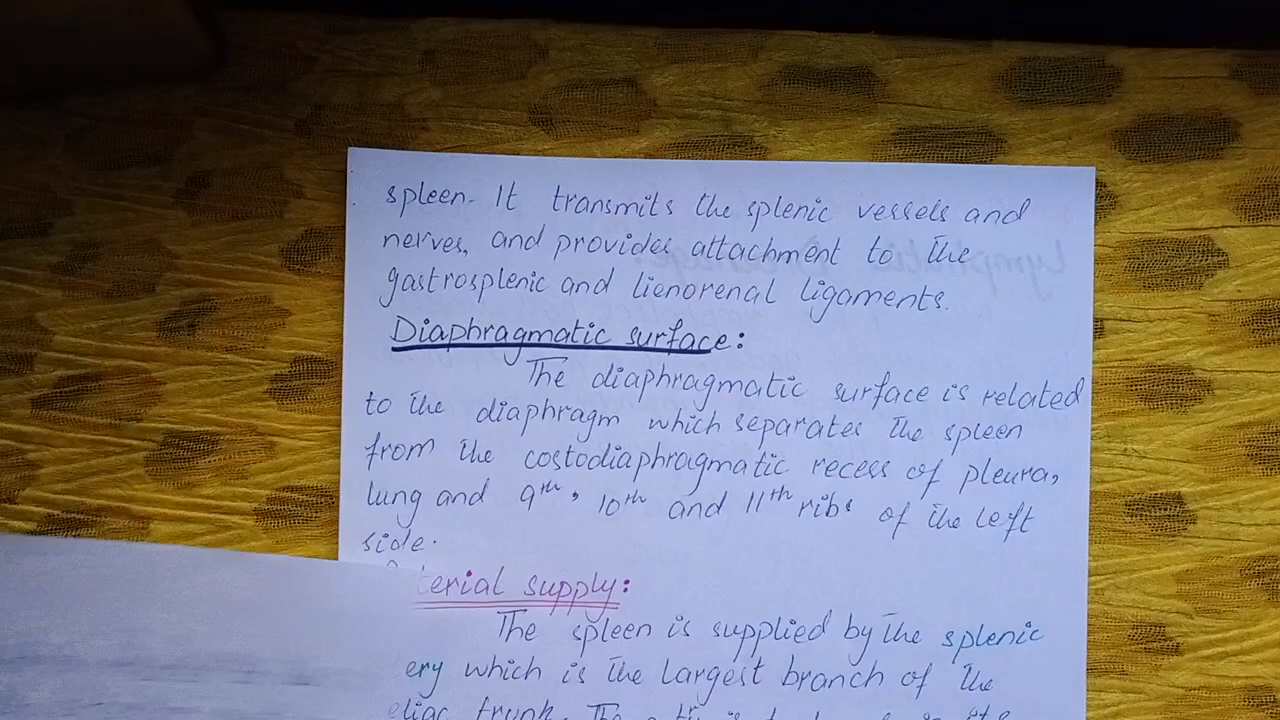 spleen. It transmits the splenic vessels and
nerves, and provides attachment to the
gastrosplenic and lienorenal ligaments.
Diaphragmatic surface:
The diaphragmatic surface is related
to the diaphragm which separates the spleen
from the costodiaphragmatic recess of pleura,
lung and 9th, 10th and 11th ribs of the left
side.
terial supply:
The spleen is supplied by the splenic
ery which is the largest branch of the
eliac trunk. The